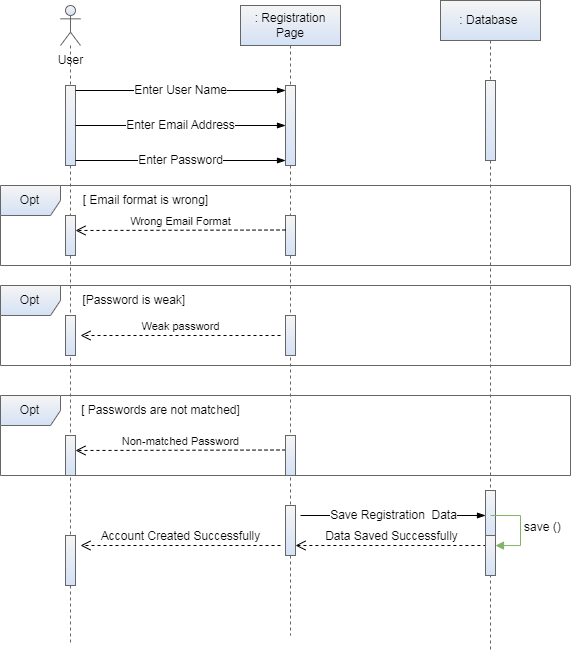 : Registration
Page
: Database
User
Enter User Name
Enter Email Address
Enter Password
Opt
[ Email format is wrong]
Wrong Email Format
Opt
[Password is weak]
Weak password
Opt
[ Passwords are not matched]
Non-matched Password
Save Registration Data
save ()
Account Created Successfully
Data Saved Successfully